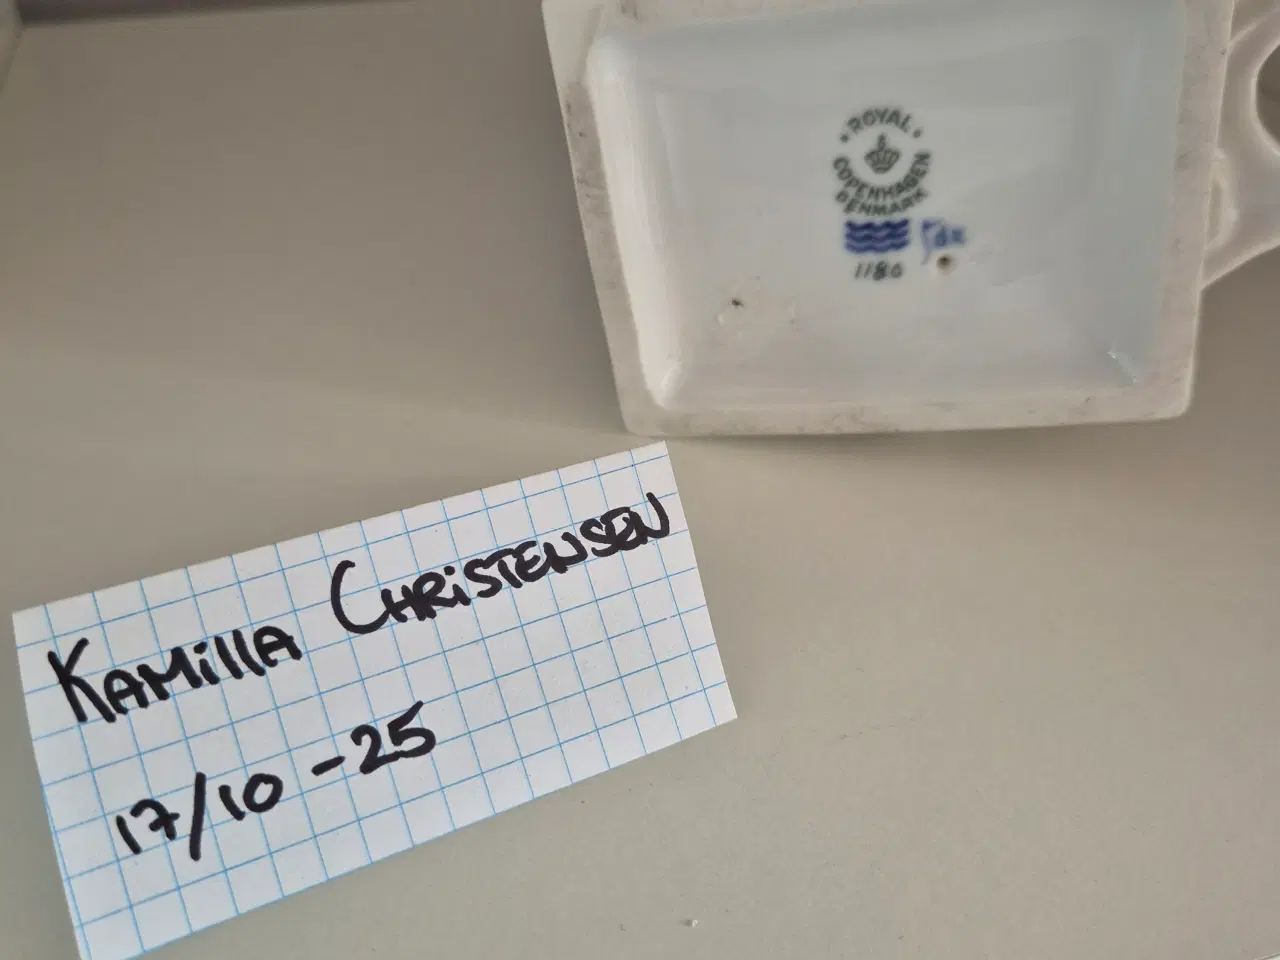 ROYAL
COPENHAGEN
DENMARK
1180
KAMillA CHRiSTENSEN
17/10 -25